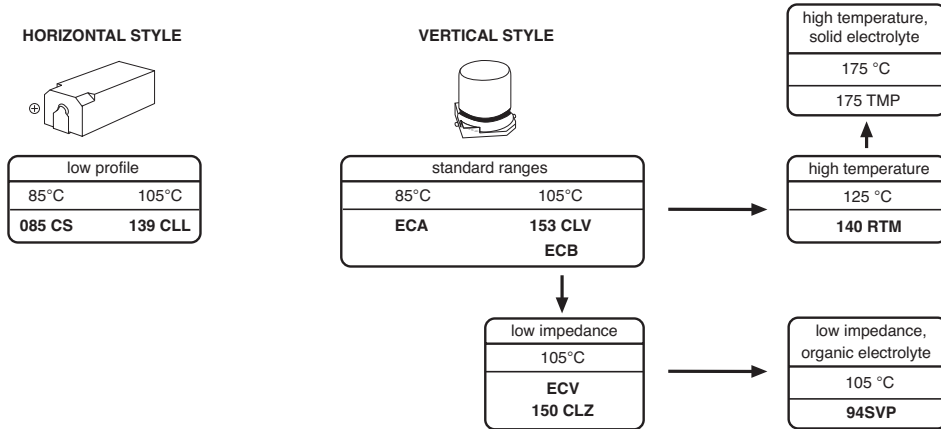 HORIZONTAL STYLE
⊕
low profile
85°C 105°C
085 CS 139 CLL
VERTICAL STYLE
standard ranges
85°C 105°C
ECA 153 CLV
ECB
low impedance
105°C
ECV
150 CLZ
high temperature,
solid electrolyte
175 °C
175 TMP
high temperature
125 °C
140 RTM
low impedance,
organic electrolyte
105 °C
94SVP